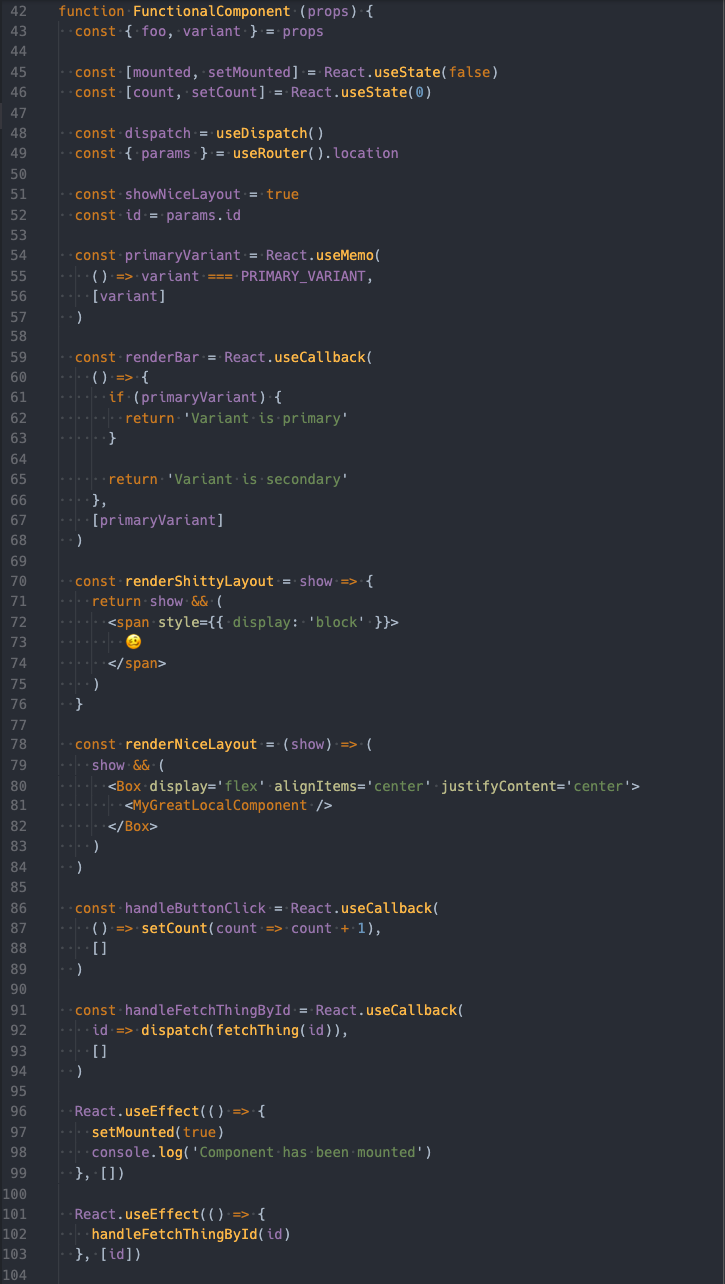 42 function FunctionalComponent (props) {
43   const { foo, variant } = props
44
45   const [mounted, setMounted] = React.useState(false)
46   const [count, setCount] = React.useState(0)
47
48   const dispatch = useDispatch()
49   const { params } = useRouter().location
50
51   const showNiceLayout = true
52   const id = params.id
53
54   const primaryVariant = React.useMemo(
55     () => variant === PRIMARY_VARIANT,
56     [variant]
57   )
58
59   const renderBar = React.useCallback(
60     () => {
61       if (primaryVariant) {
62         return 'Variant is primary'
63       }
64
65       return 'Variant is secondary'
66     },
67     [primaryVariant]
68   )
69
70   const renderShittyLayout = show => {
71     return show && (
72       <span style={{ display: 'block' }}>
73         🥴
74       </span>
75     )
76   }
77
78   const renderNiceLayout = (show) => (
79     show && (
80       <Box display='flex' alignItems='center' justifyContent='center'>
81         <MyGreatLocalComponent />
82       </Box>
83     )
84   )
85
86   const handleButtonClick = React.useCallback(
87     () => setCount(count => count + 1),
88     []
89   )
90
91   const handleFetchThingById = React.useCallback(
92     id => dispatch(fetchThing(id)),
93     []
94   )
95
96   React.useEffect(() => {
97     setMounted(true)
98     console.log('Component has been mounted')
99   }, [])
100
101   React.useEffect(() => {
102     handleFetchThingById(id)
103   }, [id])
104